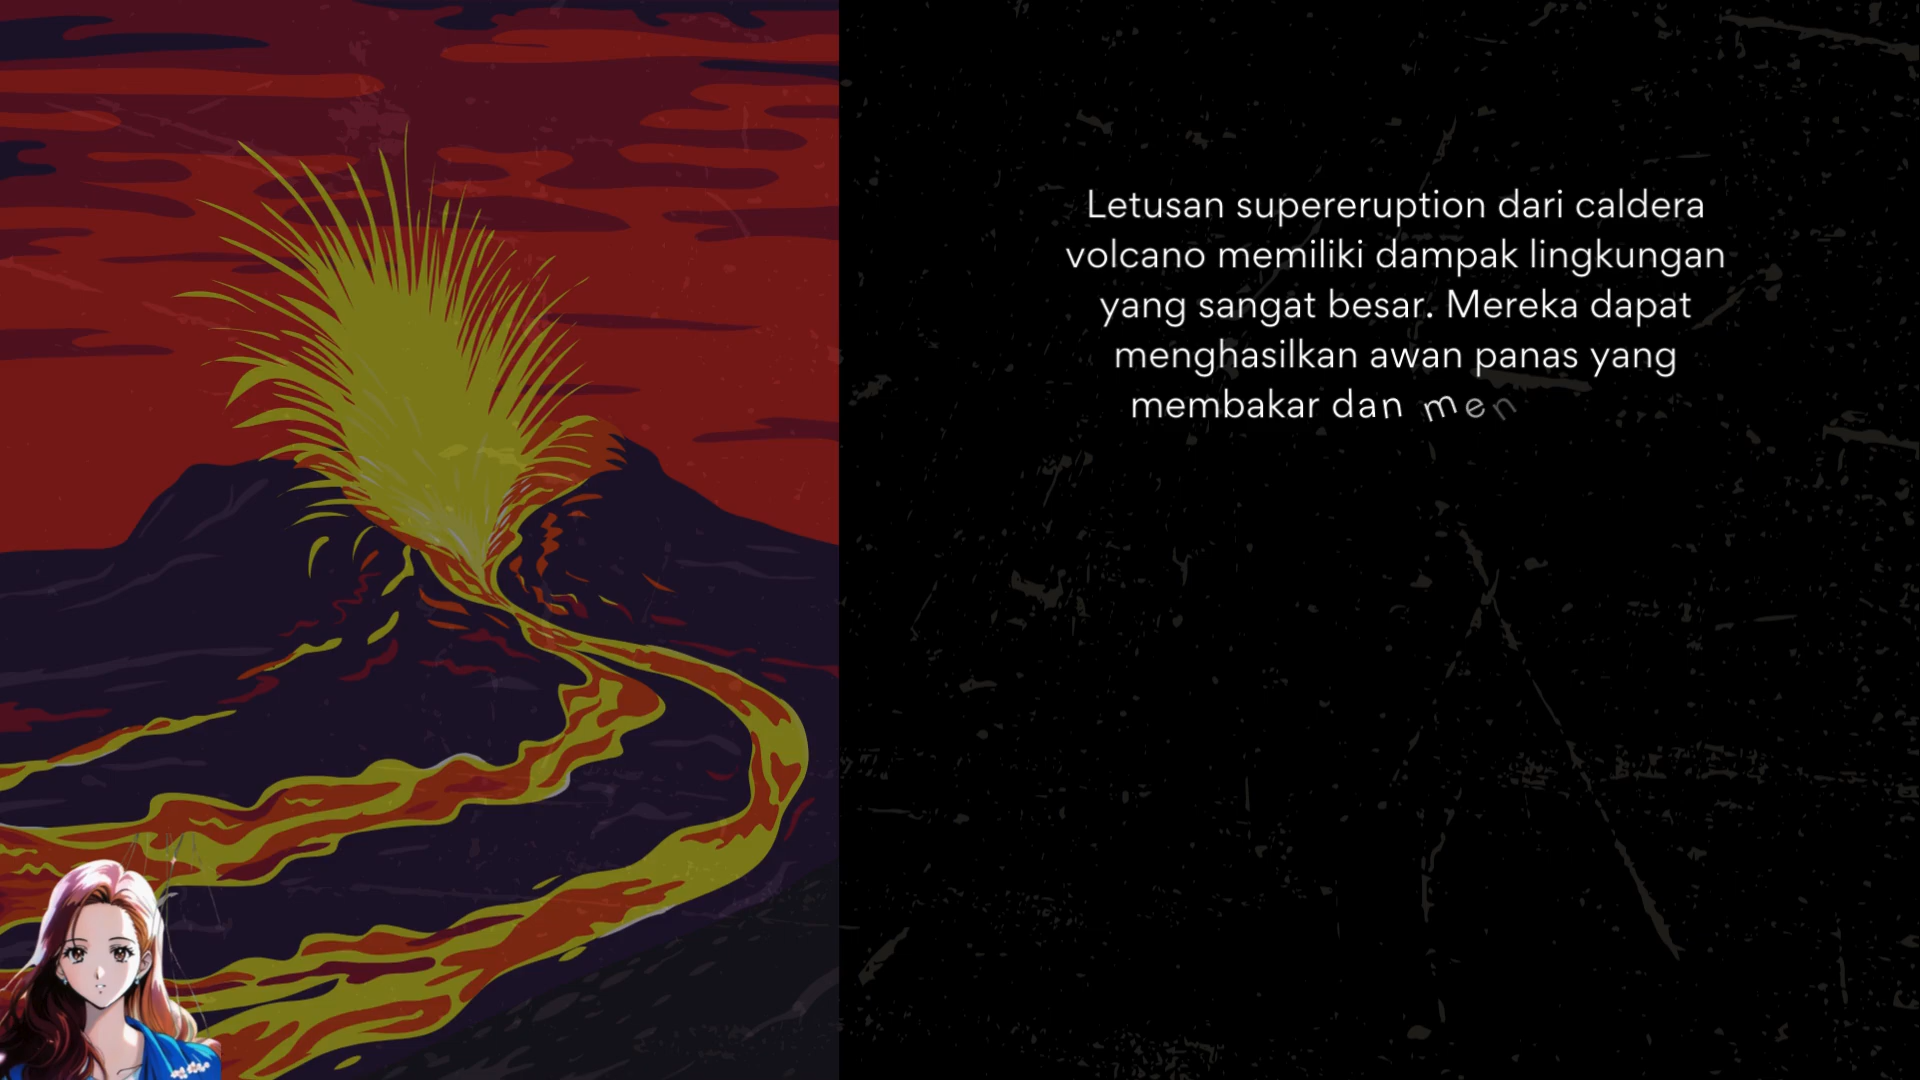 Letusan supereruption dari caldera
volcano memiliki dampak lingkungan
yang sangat besar. Mereka dapat
menghasilkan awan panas yang
membakar dan men